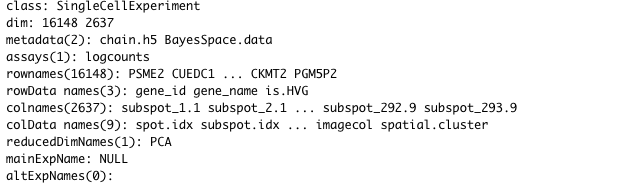 class: SingleCellExperiment
dim: 16148 2637
metadata(2): chain.h5 BayesSpace.data
assays(1): logcounts
rownames(16148): PSME2 CUEDC1 ... CKMT2 PGM5P2
rowData names(3): gene_id gene_name is.HVG
colnames(2637): subspot_1.1 subspot_2.1 ... subspot_292.9 subspot_293.9
colData names(9): spot.idx subspot.idx ... imagecol spatial.cluster
reducedDimNames(1): PCA
mainExpName: NULL
altExpNames(0):